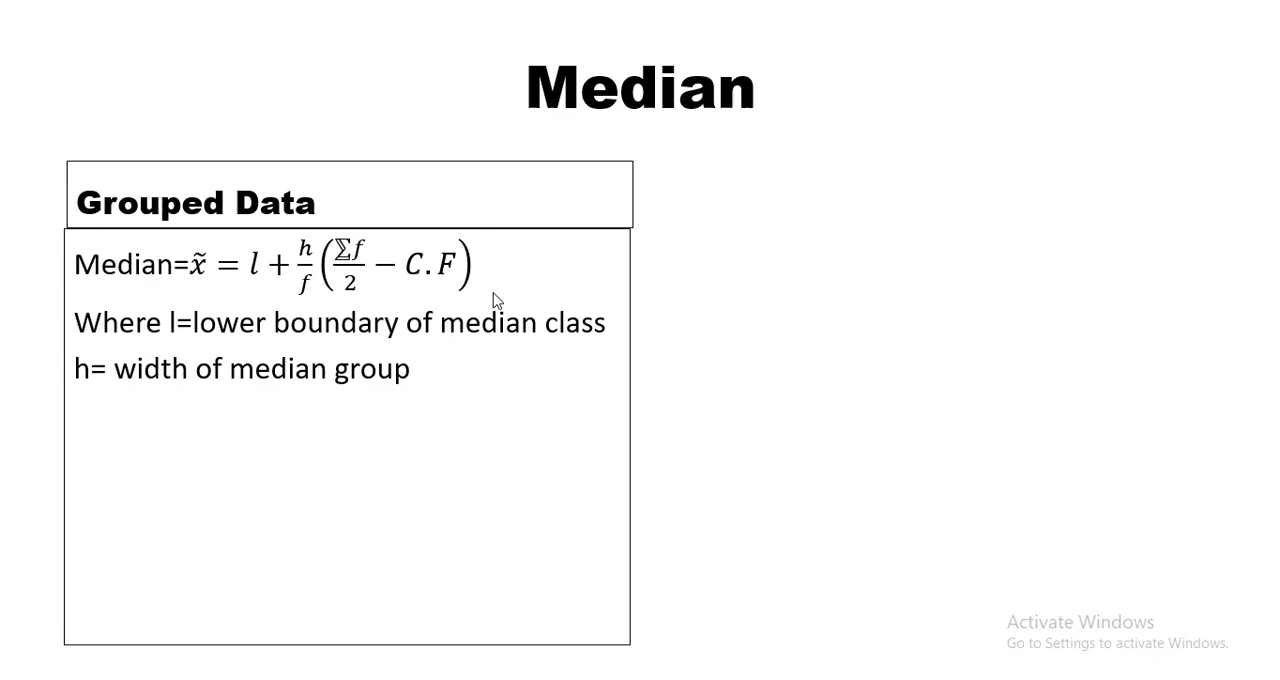 Median
Grouped Data
Median=x̃ = l + h/f (∑f/2 − C.F)
Where l=lower boundary of median class
h= width of median group
Activate Windows
Go to Settings to activate Windows.